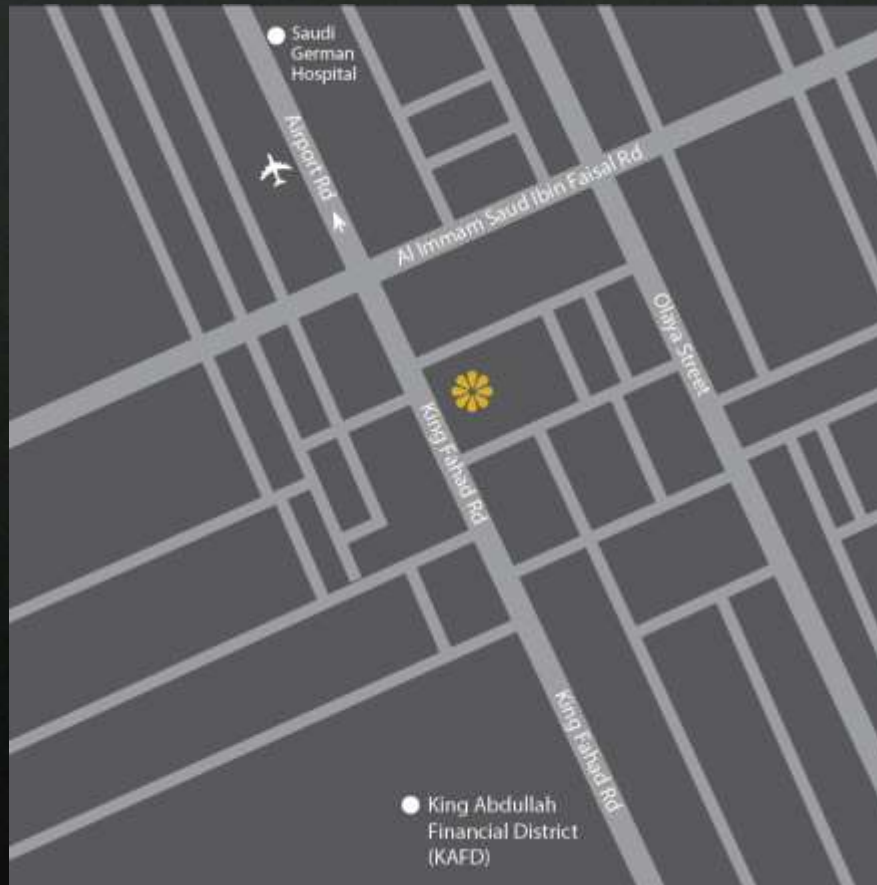 Saudi
German
Hospital
Airport Rd
Al Immam Saud Ibin Faisal Rd
Olaya Street
King Fahad Rd
King Fahad Rd
King Abdullah
Financial District
(KAFD)